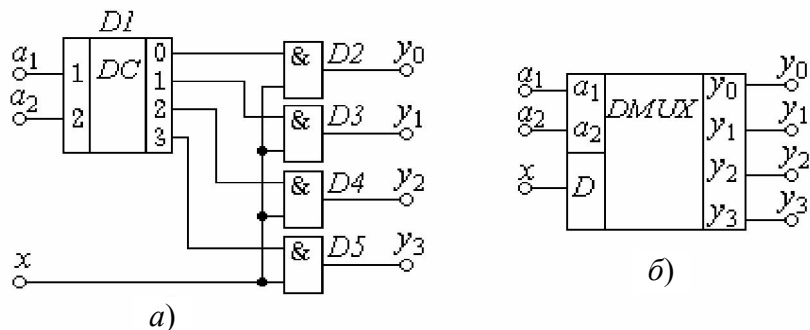 D1
a₁
a₂
1
2
DC
0
1
2
3
&
D2
y₀
&
D3
y₁
&
D4
y₂
&
D5
y₃
x
а)
a₁
a₂
x
a₁
a₂
D
DMUX
y₀
y₁
y₂
y₃
y₀
y₁
y₂
y₃
б)